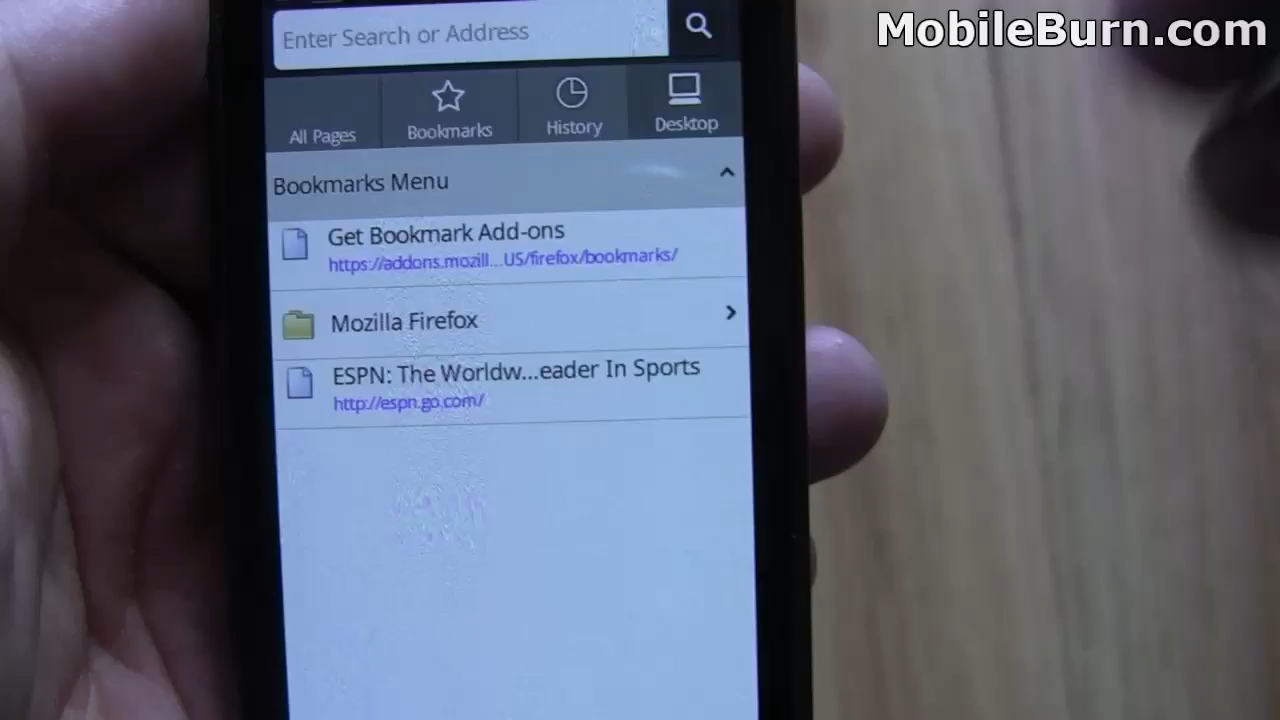 MobileBurn.com
Enter Search or Address
All Pages
Bookmarks
History
Desktop
Bookmarks Menu
Get Bookmark Add-ons
https://addons.mozill...US/firefox/bookmarks/
Mozilla Firefox
ESPN: The Worldw...eader In Sports
http://espn.go.com/